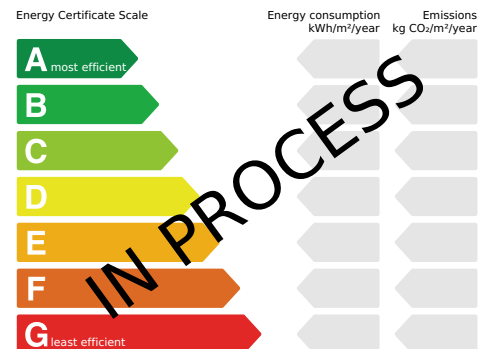 Energy Certificate Scale
Energy consumption
kWh/m²/year
Emissions
kg CO₂/m²/year
A most efficient
B
C
D
E
F
G least efficient
IN PROCESS